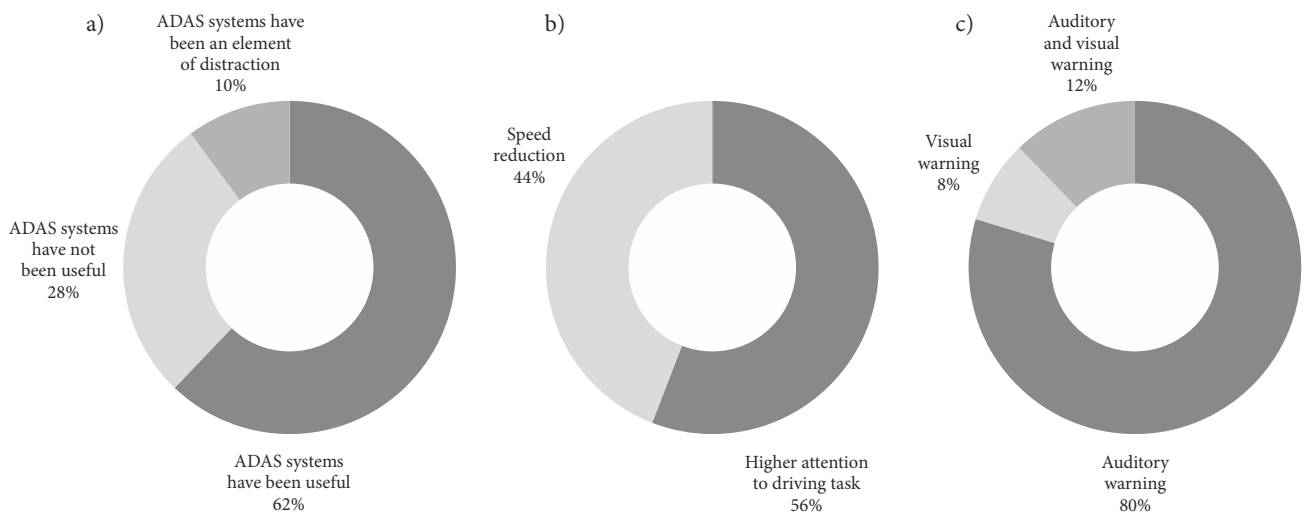 a)
ADAS systems have
been an element
of distraction
10%
ADAS systems
have not
been useful
28%
ADAS systems
have been useful
62%
b)
Speed
reduction
44%
Higher attention
to driving task
56%
c)
Auditory
and visual
warning
12%
Visual
warning
8%
Auditory
warning
80%